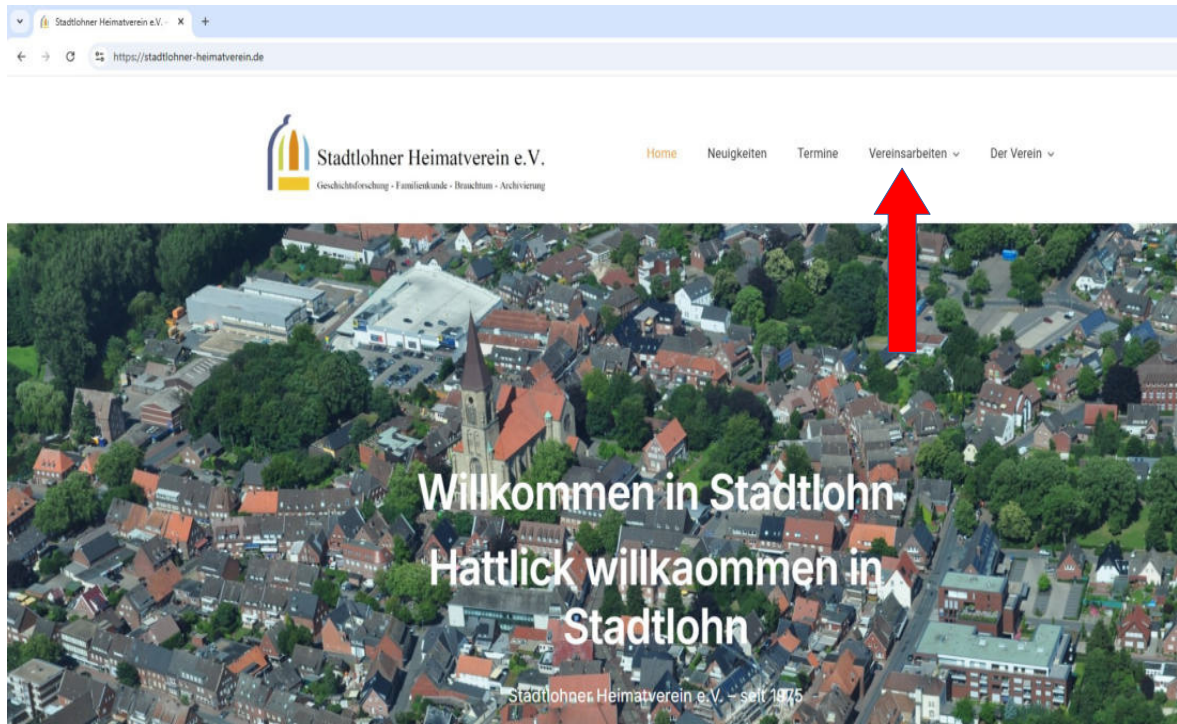 Stadtlohner Heimatverein e.V. -
https://stadtlohner-heimatverein.de
Stadtlohner Heimatverein e.V.
Geschichtsforschung - Familienkunde - Brauchtum - Archivierung
Home Neuigkeiten Termine Vereinsarbeiten Der Verein
Willkommen in Stadtlohn
Hattlick willkaommen in
Stadtlohn
Stadtlohner Heimatverein e.V. – seit 1975